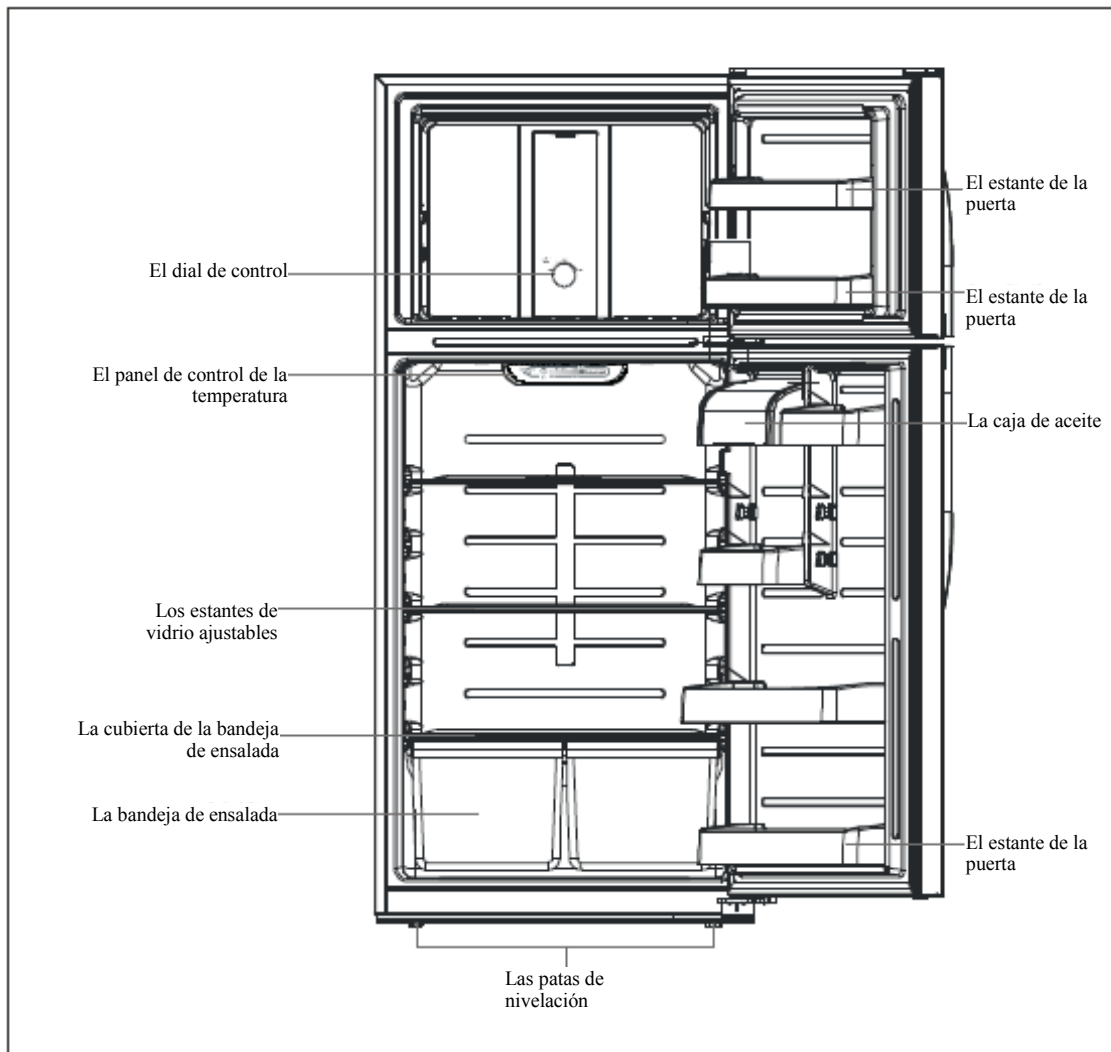 El estante de la
puerta
El dial de control
El estante de la
puerta
El panel de control de la
temperatura
La caja de aceite
Los estantes de
vidrio ajustables
La cubierta de la bandeja
de ensalada
La bandeja de ensalada
El estante de la
puerta
Las patas de
nivelación